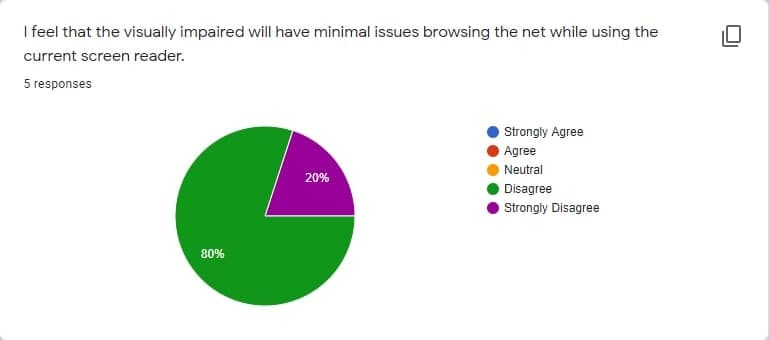 I feel that the visually impaired will have minimal issues browsing the net while using the
current screen reader.
5 responses
Strongly Agree
Agree
Neutral
Disagree
Strongly Disagree
20%
80%